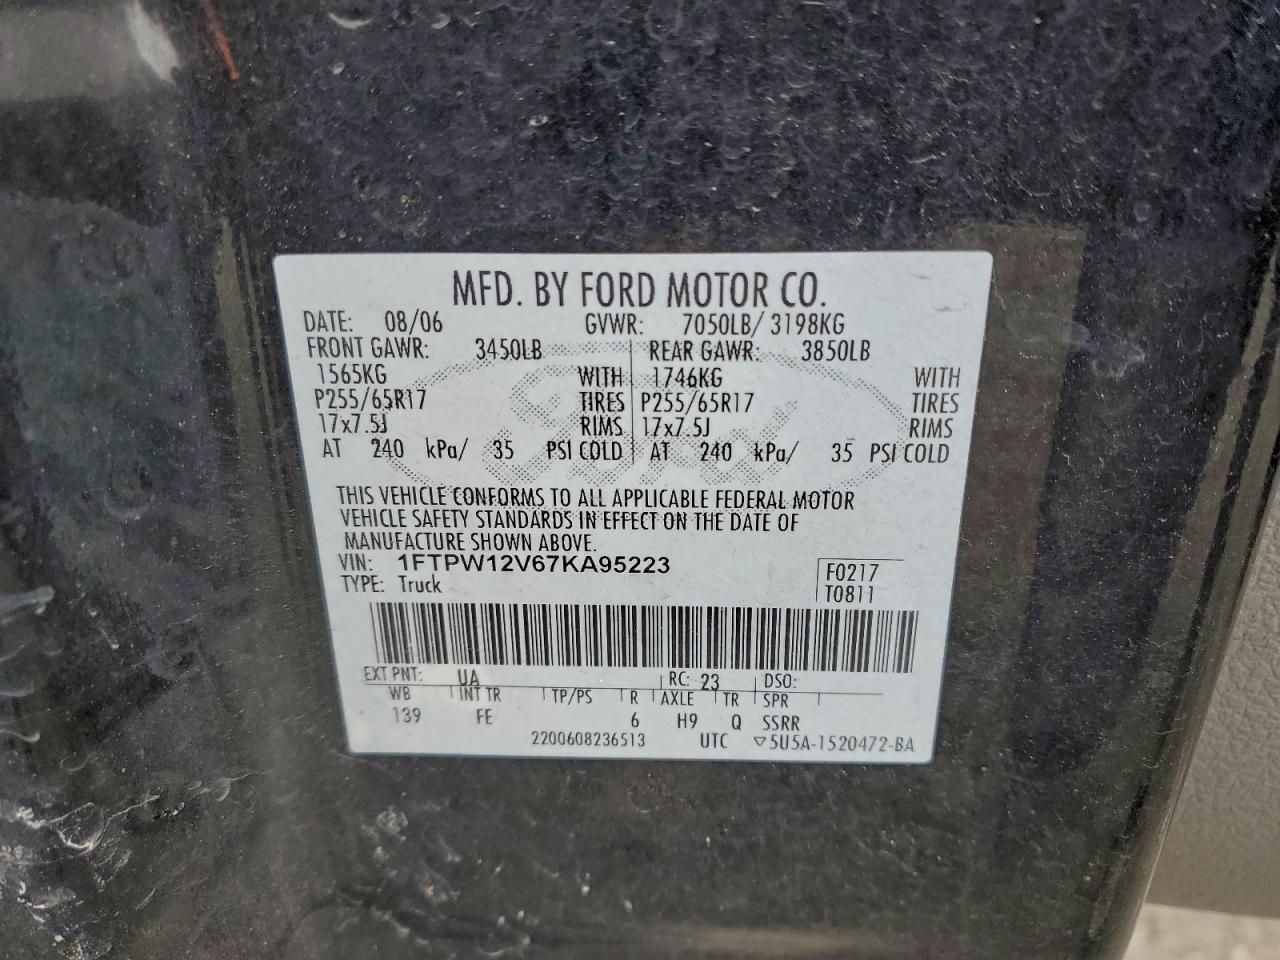 MFD. BY FORD MOTOR CO.
DATE: 08/06 GVWR: 7050LB/ 3198KG
FRONT GAWR: 3450LB REAR GAWR: 3850LB
1565KG WITH 1746KG WITH
P255/65R17 TIRES P255/65R17 TIRES
17x7.5J RIMS 17x7.5J RIMS
AT 240 kPa/ 35 PSI COLD AT 240 kPa/ 35 PSI COLD
THIS VEHICLE CONFORMS TO ALL APPLICABLE FEDERAL MOTOR
VEHICLE SAFETY STANDARDS IN EFFECT ON THE DATE OF
MANUFACTURE SHOWN ABOVE.
VIN: 1FTPW12V67KA95223 F0217
TYPE: Truck T0811
EXT PNT: UA RC: 23 DSO:
WB INT TR TP/PS R AXLE TR SPR
139 FE 6 H9 Q SSRR
2200608236513 UTC ▽5U5A-1520472-BA